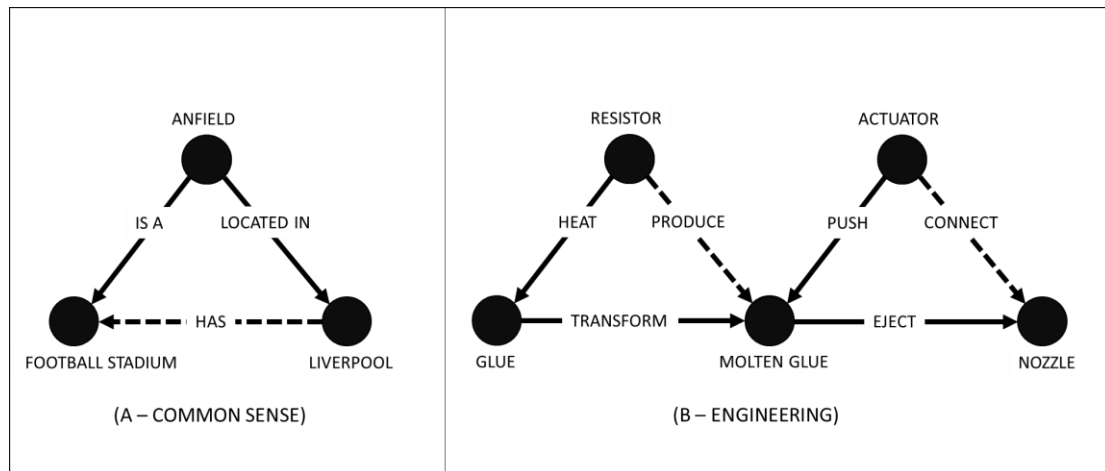 ANFIELD
IS A
LOCATED IN
HAS
FOOTBALL STADIUM
LIVERPOOL
(A – COMMON SENSE)
RESISTOR
ACTUATOR
HEAT
PRODUCE
PUSH
CONNECT
TRANSFORM
EJECT
GLUE
MOLTEN GLUE
NOZZLE
(B – ENGINEERING)